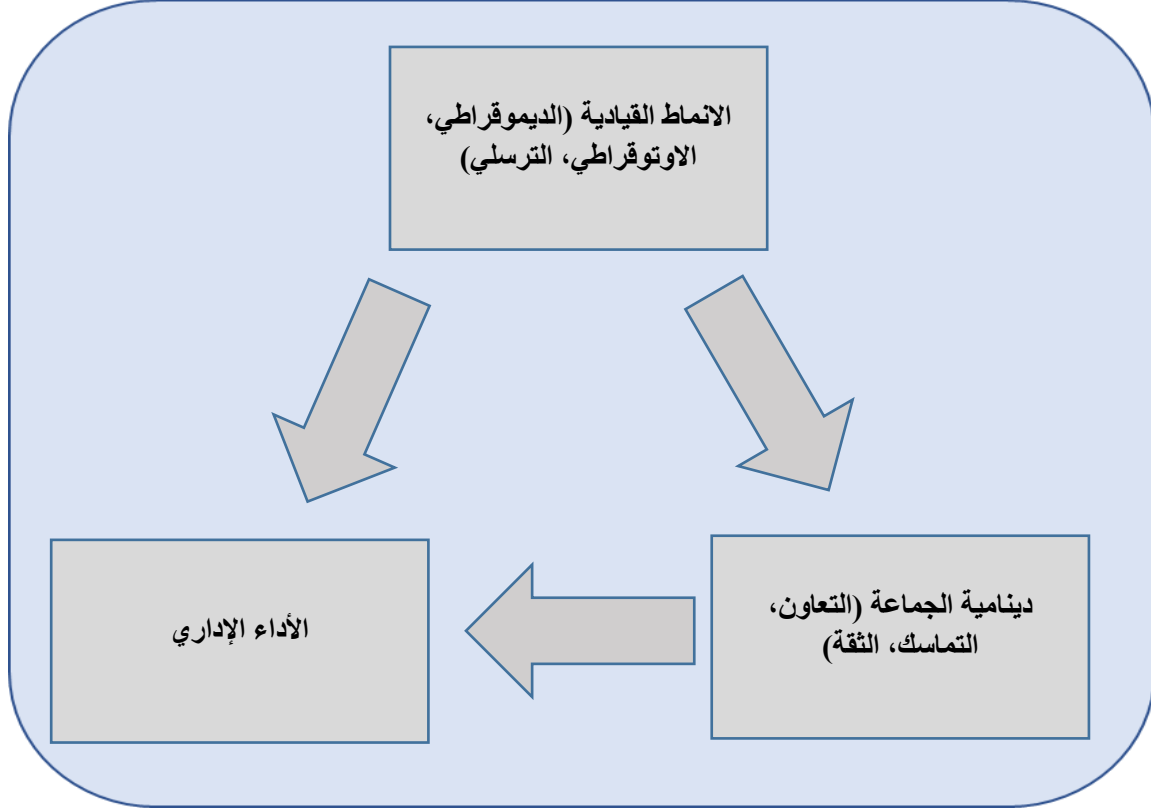 الانماط القيادية (الديموقراطي،
الاوتوقراطي، الترسلي)
دينامية الجماعة (التعاون،
التماسك، الثقة)
الأداء الإداري